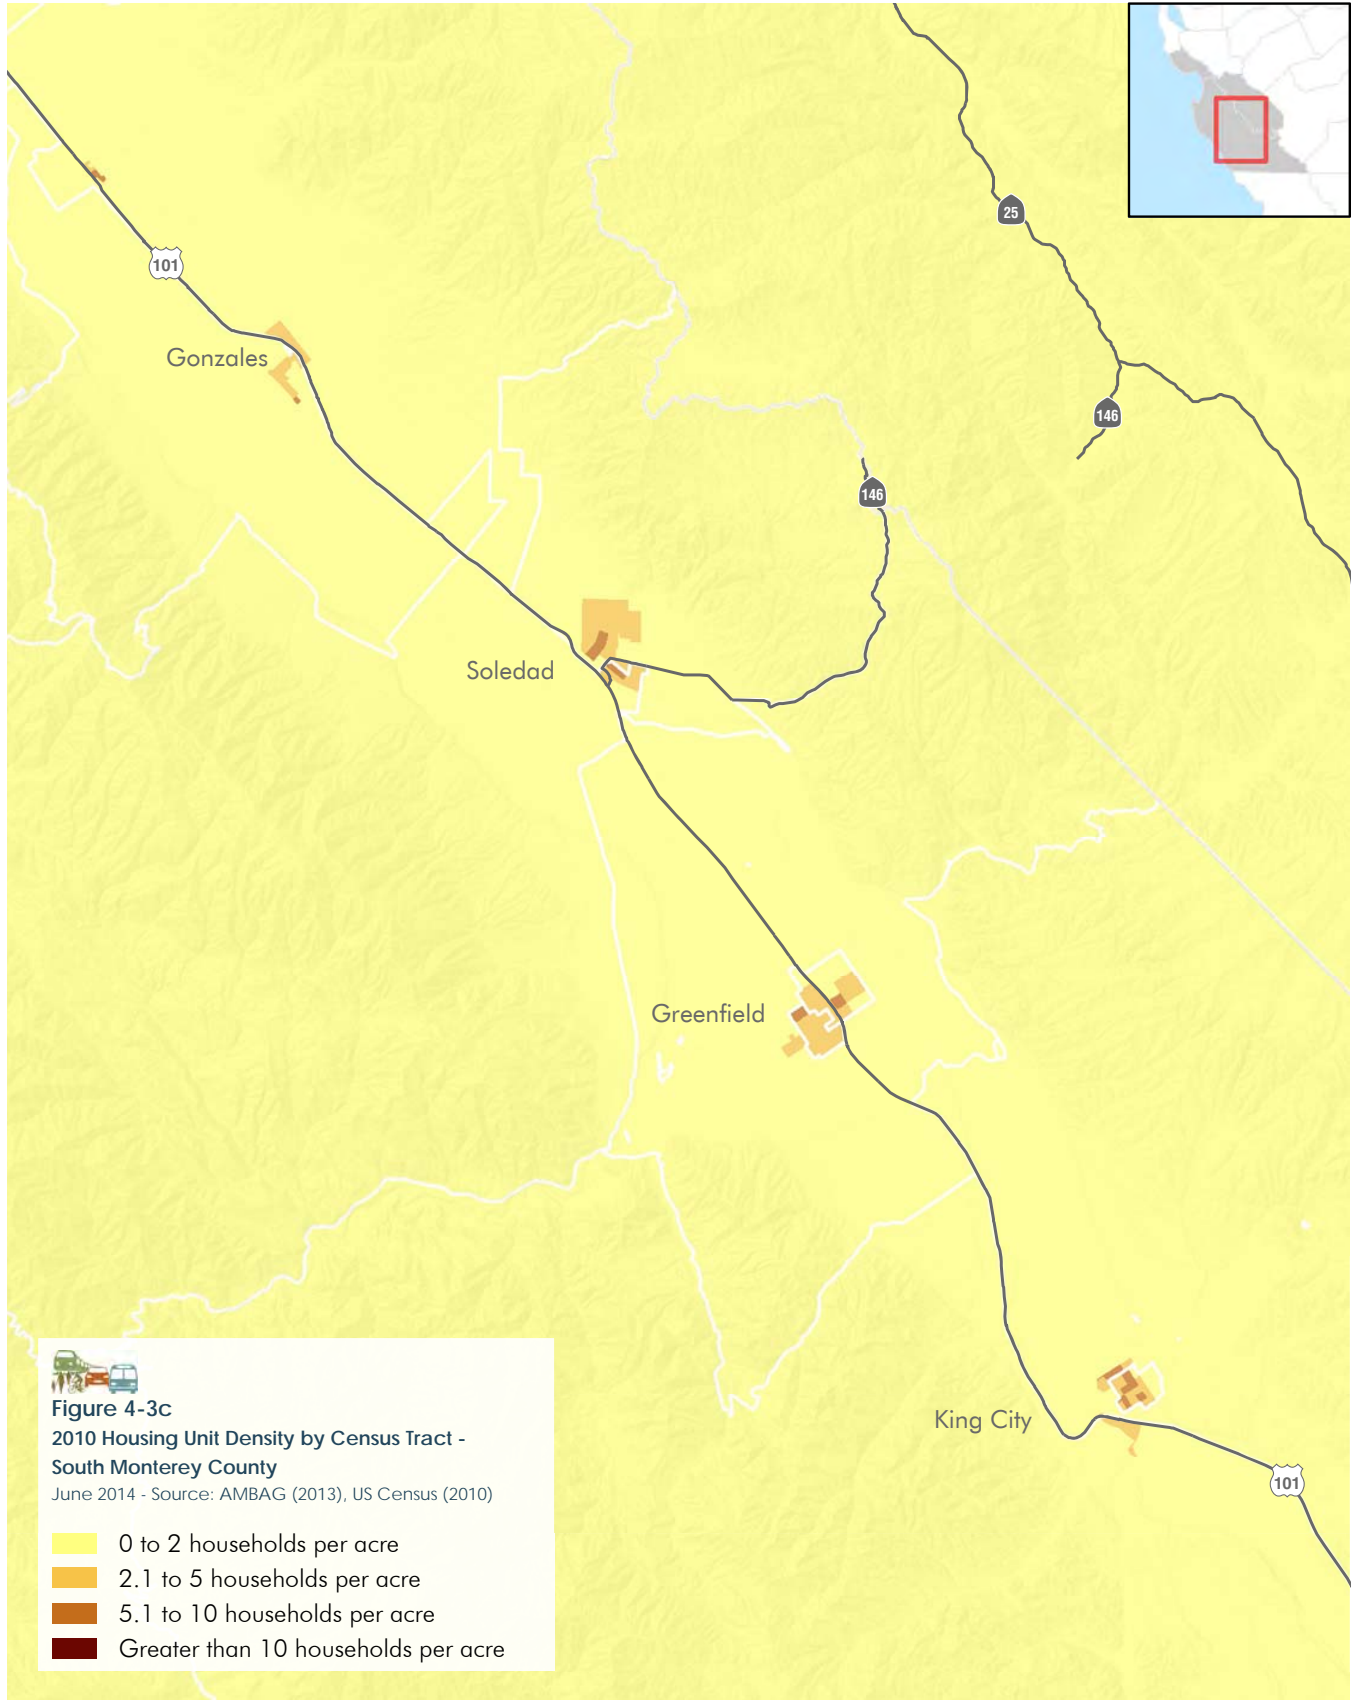 25
101
Gonzales
146
146
Soledad
Greenfield
King City
101
Figure 4-3c
2010 Housing Unit Density by Census Tract -
South Monterey County
June 2014 - Source: AMBAG (2013), US Census (2010)
0 to 2 households per acre
2.1 to 5 households per acre
5.1 to 10 households per acre
Greater than 10 households per acre